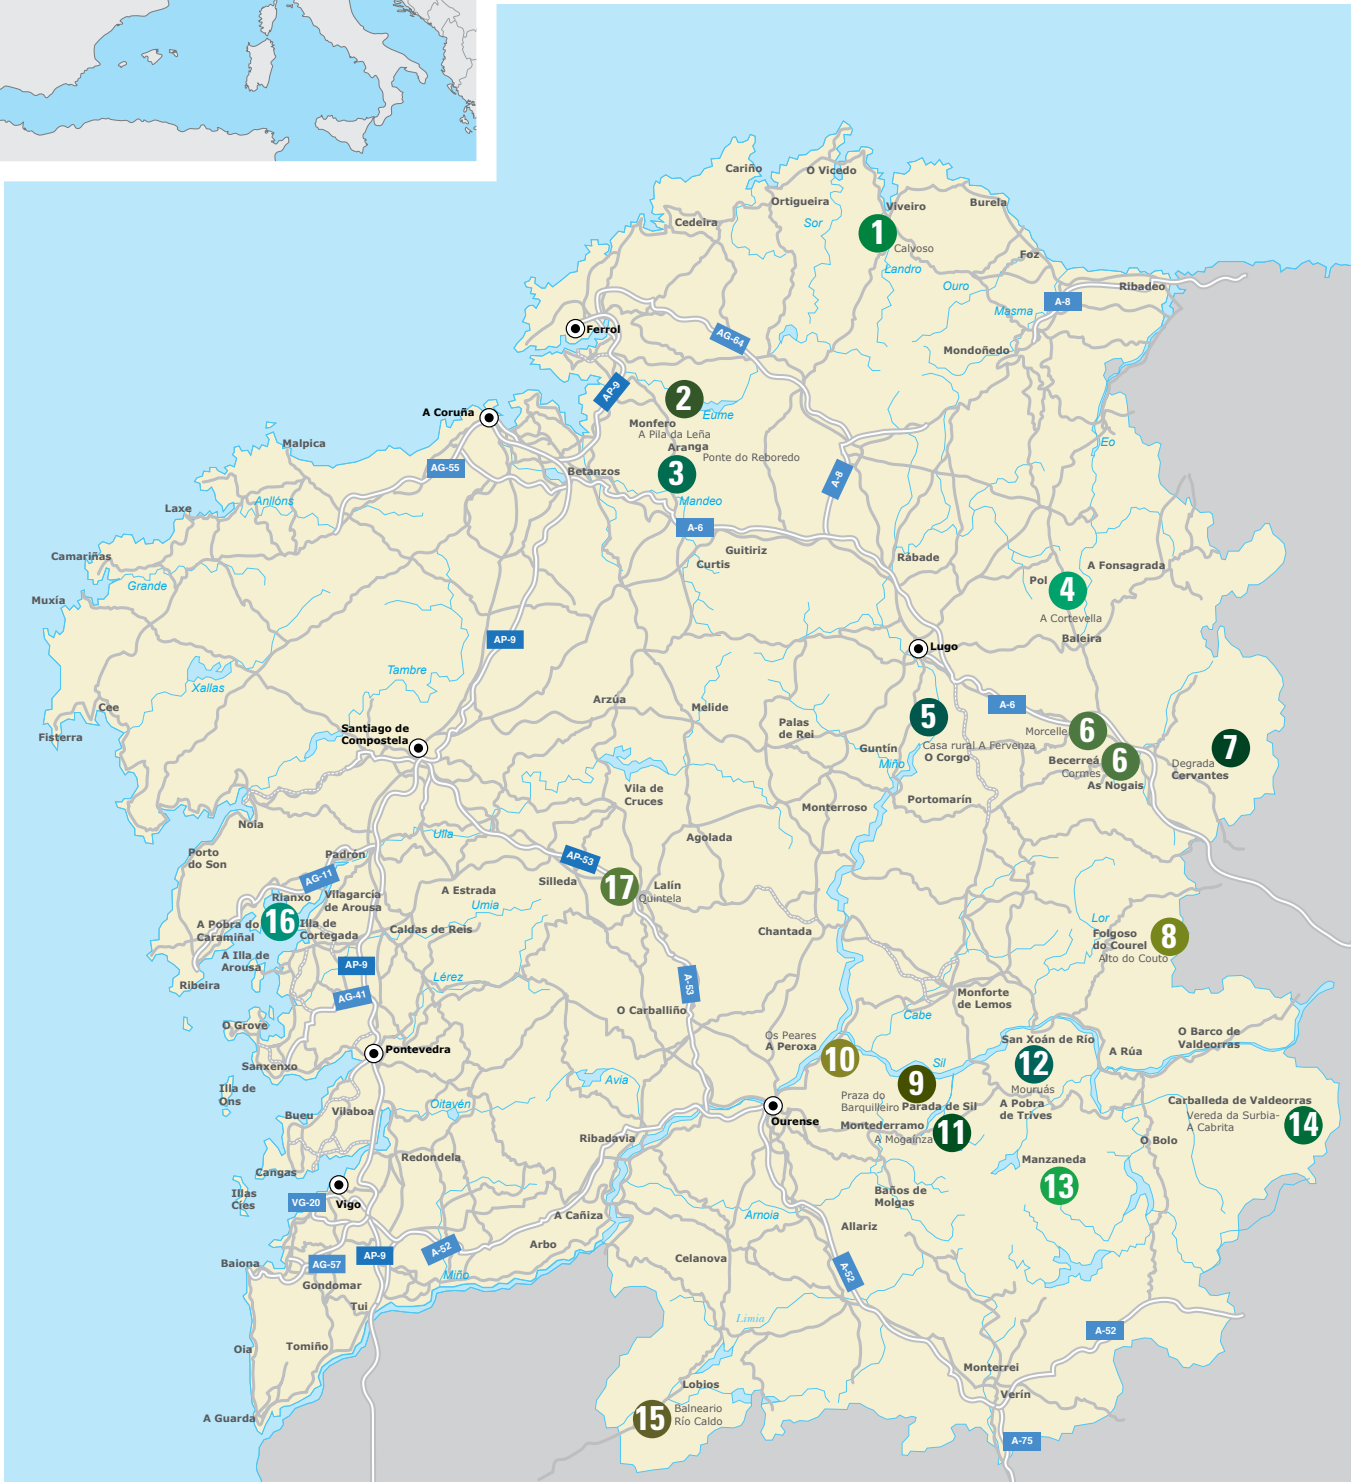 Cariño
O Vicedo
Ortigueira
Viveiro
Burela
Cedeira
Sor
1
Calvoso
Foz
Landro
Ouro
Ribadeo
A-8
Masma
Ferrol
AG-64
Mondoñedo
AP-9
2
A Coruña
Eume
Monfero
A Pila da Leña
Malpica
Aranga
Eo
Ponte do Reboredo
AG-55
Betanzos
3
A-8
Anllóns
Mandeo
Laxe
A-6
Guitiriz
Camariñas
Curtis
Rábade
A Fonsagrada
Grande
Pol
4
Muxía
A Cortevella
AP-9
Baleira
Lugo
Tambre
Xallas
Arzúa
Melide
A-6
Cee
5
Palas
de Rei
Fisterra
Santiago de
Compostela
Morcelle
6
Guntín
Casa rural A Fervenza
O Corgo
7
Miño
Becerreá
6
Cormes
As Nogais
Degrada
Cervantes
Vila de
Cruces
Monterroso
Portomarín
Noia
Ulla
Agolada
Porto
do Son
Padrón
AP-53
AG-11
Silleda
17
Lalín
Quintela
Rianxo
Vilagarcía
de Arousa
A Estrada
Umia
A Pobra do
Caramiñal
16
Illa de
Cortegada
Caldas de Reis
Chantada
Lor
Folgoso
do Courel
8
Alto do Couto
A Illa de
Arousa
AP-9
Ribeira
Lérez
A-53
AG-41
Monforte
de Lemos
O Carballiño
Cabe
O Grove
Os Peares
A Peroxa
10
Pontevedra
San Xoán de Río
O Barco de
Valdeorras
A Rúa
Sanxenxo
Sil
12
Illa de
Ons
Avia
9
Mouruás
Bueu
Vilaboa
Oitavén
Praza do
Barquilleiro
Parada de Sil
A Pobra
de Trives
Carballeda de Valdeorras
Vereda da Surbia-
A Cabrita
14
Ourense
Montederramo
A Mogainza
11
Ribadavia
O Bolo
Redondela
Manzaneda
Cangas
13
Illas
Cíes
VG-20
Vigo
Baños de
Molgas
A Cañiza
Arnoia
Allariz
Arbo
A-52
AP-9
Baiona
AG-57
Celanova
A-52
Miño
Gondomar
Tui
Limia
A-52
Oia
Tomiño
Monterrei
Lobios
Verín
A Guarda
15
Balneario
Río Caldo
A-75